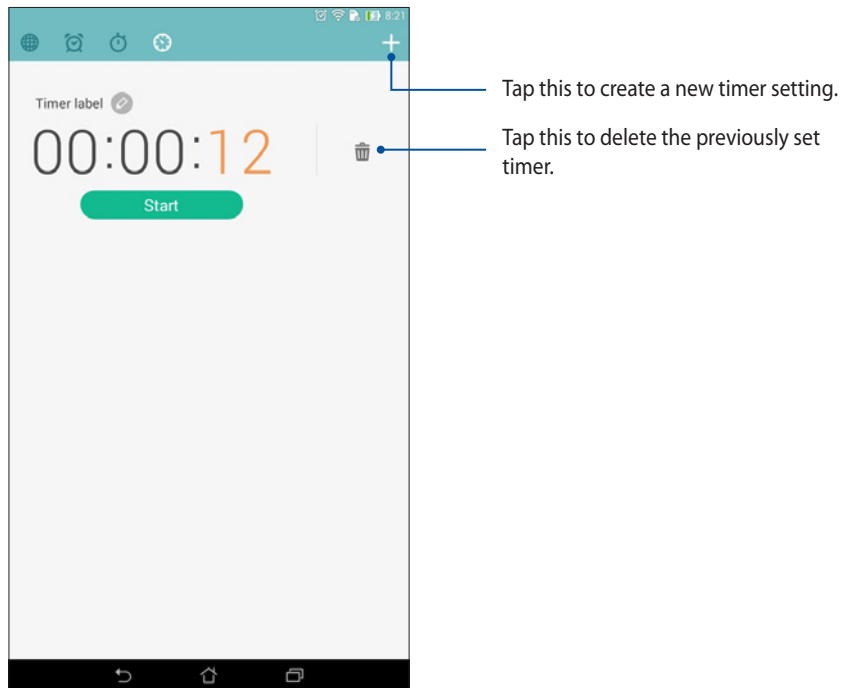 8:21
Tap this to create a new timer setting.
Timer label
Tap this to delete the previously set
timer.
00:00:12
Start